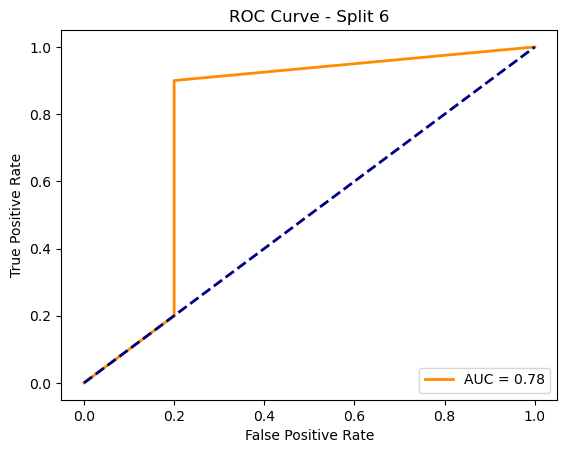 ROC Curve - Split 6
True Positive Rate
1.0
0.8
0.6
0.4
0.2
0.0
AUC = 0.78
0.0 0.2 0.4 0.6 0.8 1.0
False Positive Rate